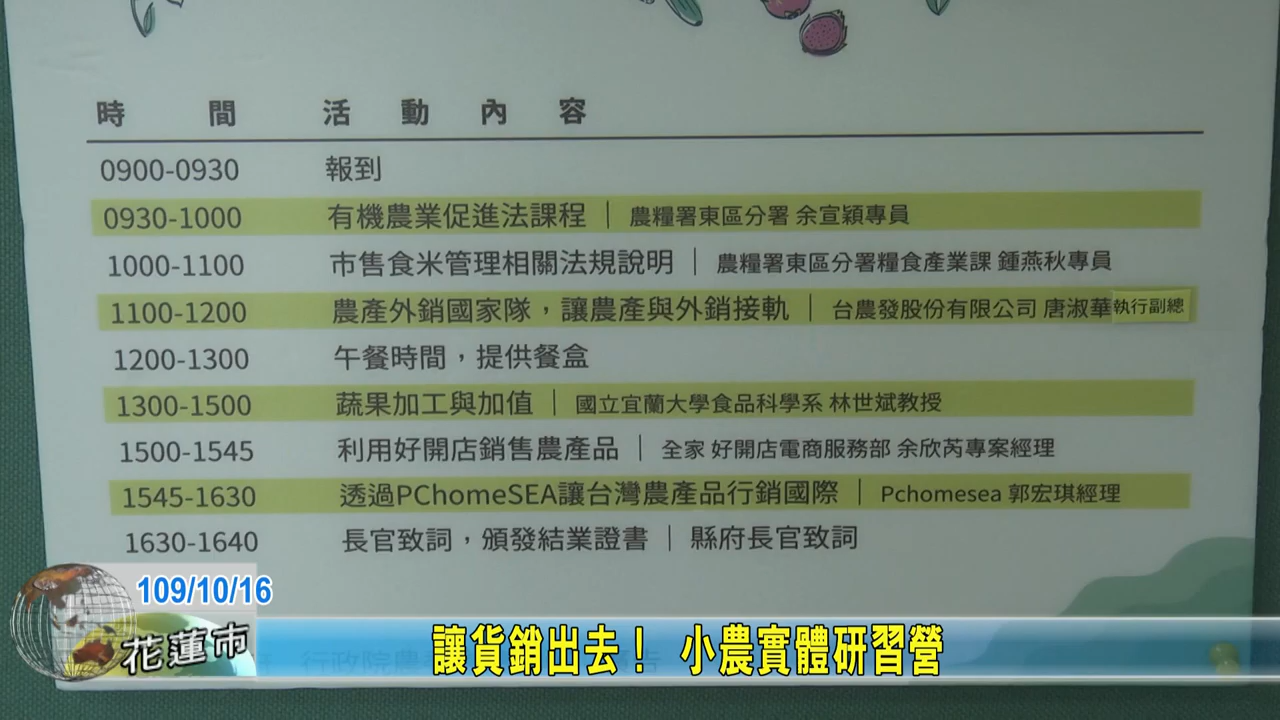 時間 活動內容
0900-0930 報到
0930-1000 有機農業促進法課程｜農糧署東區分署 余宣穎專員
1000-1100 市售食米管理相關法規說明｜農糧署東區分署糧食產業課 鍾燕秋專員
1100-1200 農產外銷國家隊，讓農產與外銷接軌｜台農發股份有限公司 唐淑華執行副總
1200-1300 午餐時間，提供餐盒
1300-1500 蔬果加工與加值｜國立宜蘭大學食品科學系 林世斌教授
1500-1545 利用好開店銷售農產品｜全家 好開店電商服務部 余欣芮專案經理
1545-1630 透過PChomeSEA讓台灣農產品行銷國際｜Pchomesea 郭宏琪經理
1630-1640 長官致詞，頒發結業證書｜縣府長官致詞
109/10/16
花蓮市
讓貨銷出去！ 小農實體研習營